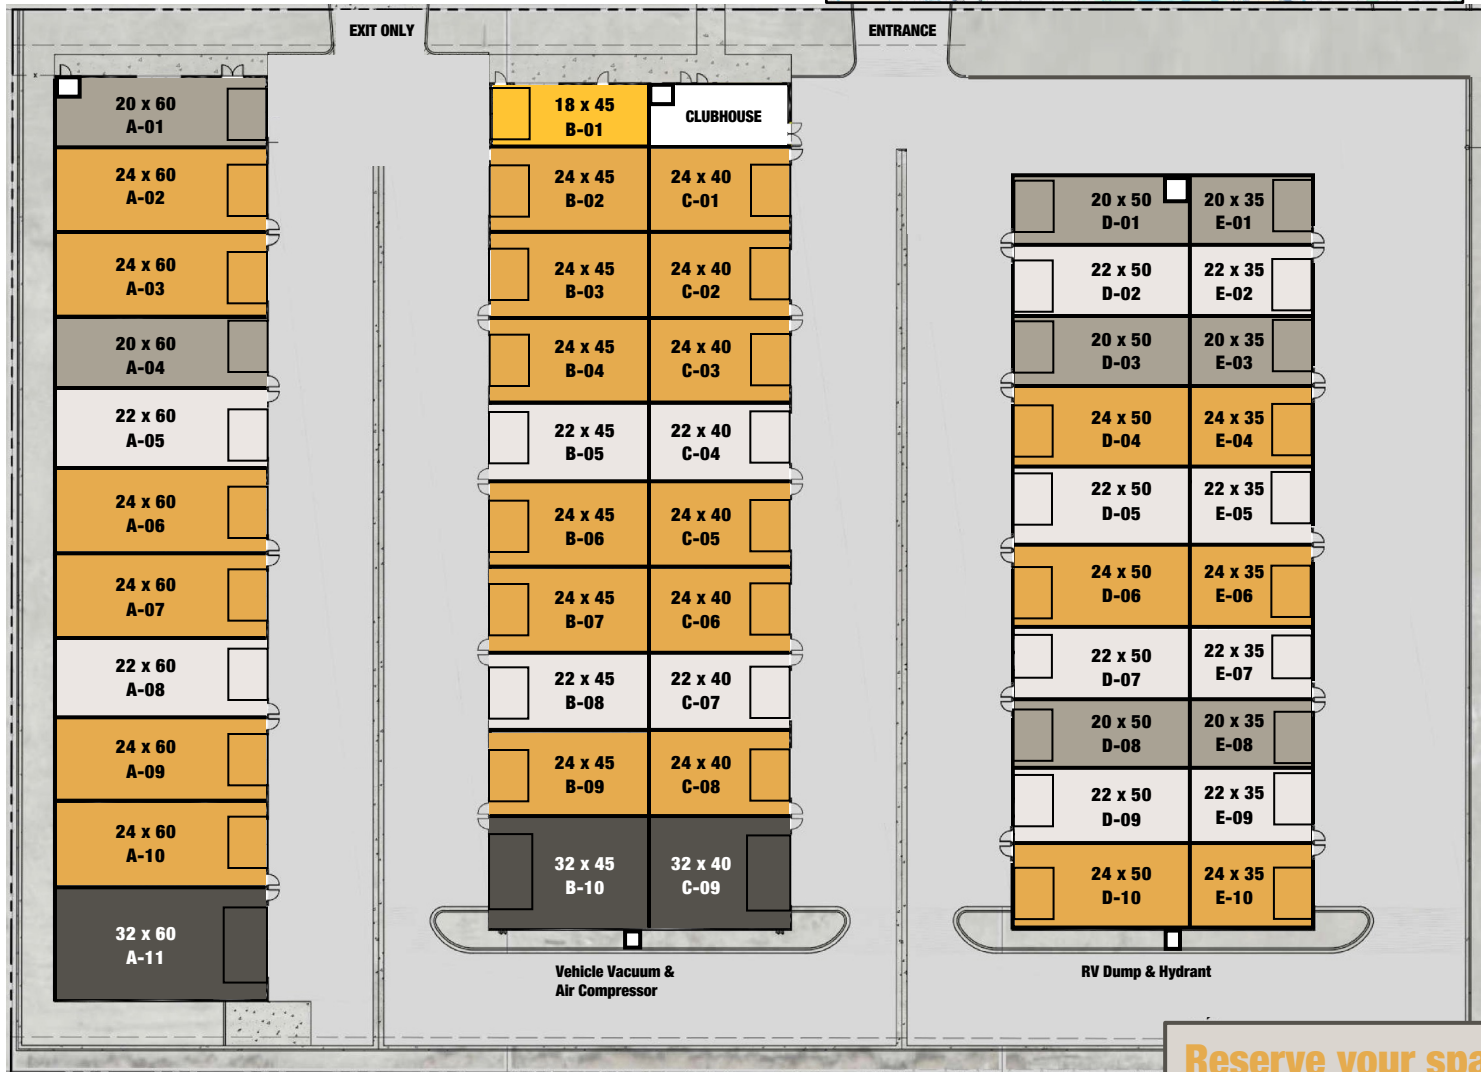 EXIT ONLY
ENTRANCE
20 x 60
A-01
24 x 60
A-02
24 x 60
A-03
20 x 60
A-04
22 x 60
A-05
24 x 60
A-06
24 x 60
A-07
22 x 60
A-08
24 x 60
A-09
24 x 60
A-10
32 x 60
A-11
18 x 45
B-01
24 x 45
B-02
24 x 45
B-03
24 x 45
B-04
22 x 45
B-05
24 x 45
B-06
24 x 45
B-07
22 x 45
B-08
24 x 45
B-09
32 x 45
B-10
CLUBHOUSE
24 x 40
C-01
24 x 40
C-02
24 x 40
C-03
22 x 40
C-04
24 x 40
C-05
24 x 40
C-06
22 x 40
C-07
24 x 40
C-08
32 x 40
C-09
Vehicle Vacuum &
Air Compressor
20 x 50
D-01
22 x 50
D-02
20 x 50
D-03
24 x 50
D-04
22 x 50
D-05
24 x 50
D-06
22 x 50
D-07
20 x 50
D-08
22 x 50
D-09
24 x 50
D-10
20 x 35
E-01
22 x 35
E-02
20 x 35
E-03
24 x 35
E-04
22 x 35
E-05
24 x 35
E-06
22 x 35
E-07
20 x 35
E-08
22 x 35
E-09
24 x 35
E-10
RV Dump & Hydrant
Reserve your spa